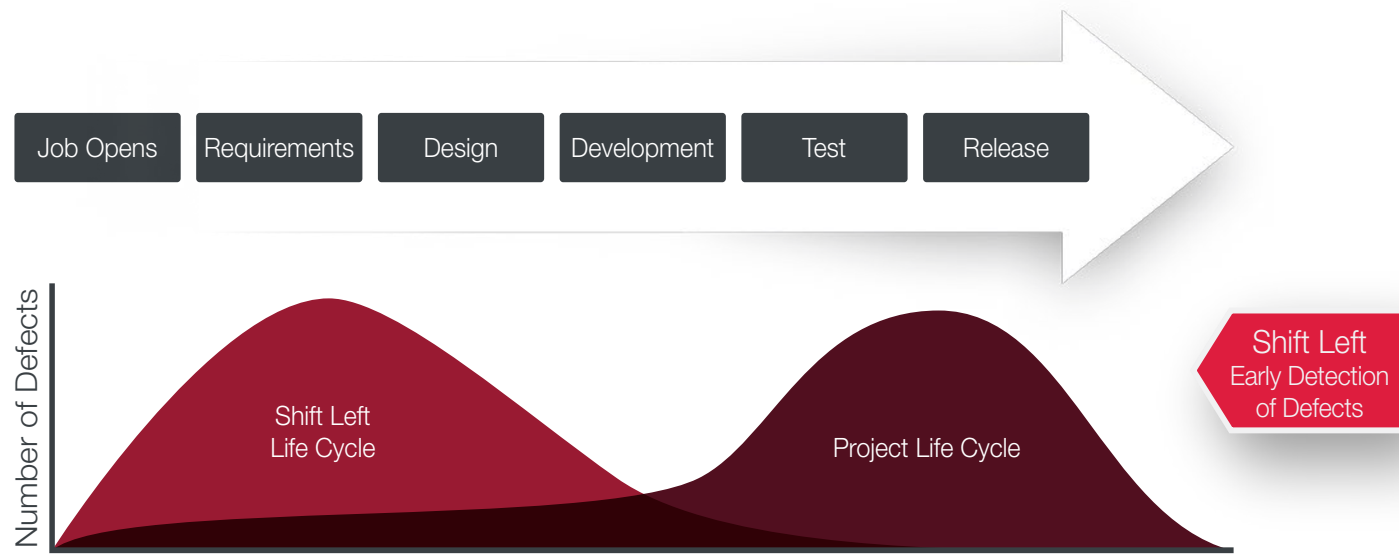 Job Opens
Requirements
Design
Development
Test
Release
Number of Defects
Shift Left
Life Cycle
Project Life Cycle
Shift Left
Early Detection
of Defects